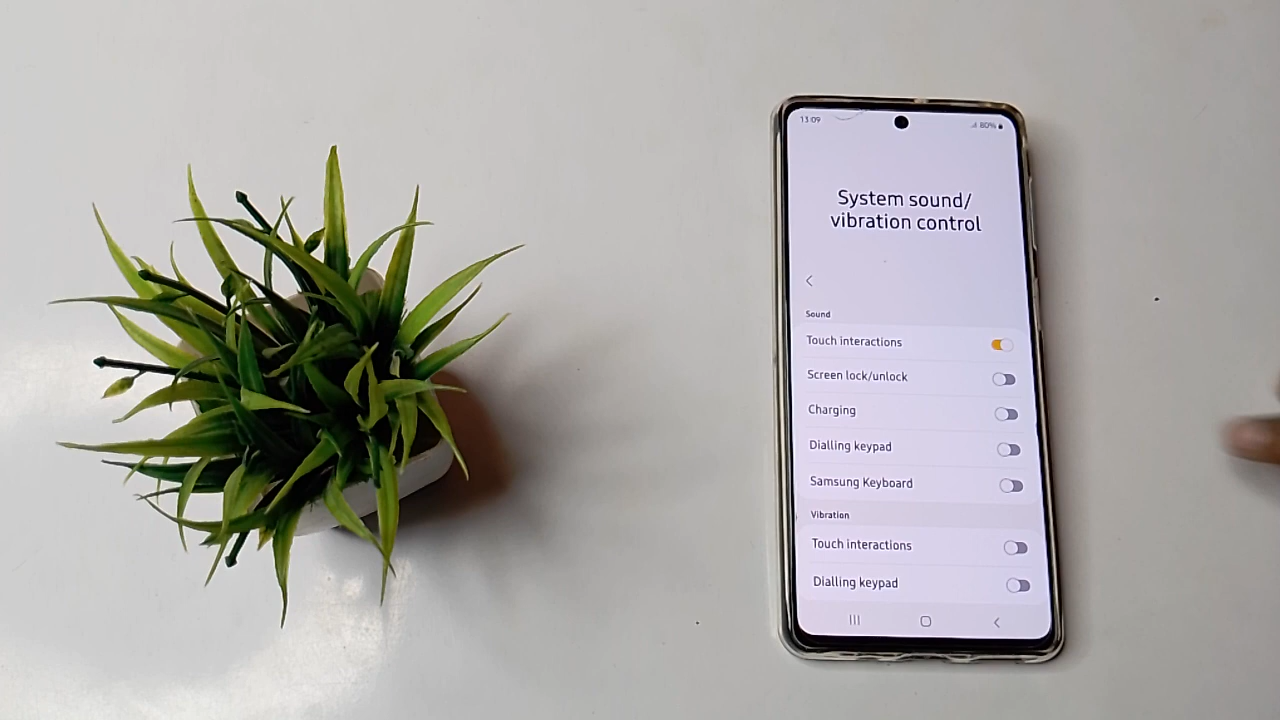 13:09
80%
System sound/
vibration control
Sound
Touch interactions
Screen lock/unlock
Charging
Dialling keypad
Samsung Keyboard
Vibration
Touch interactions
Dialling keypad